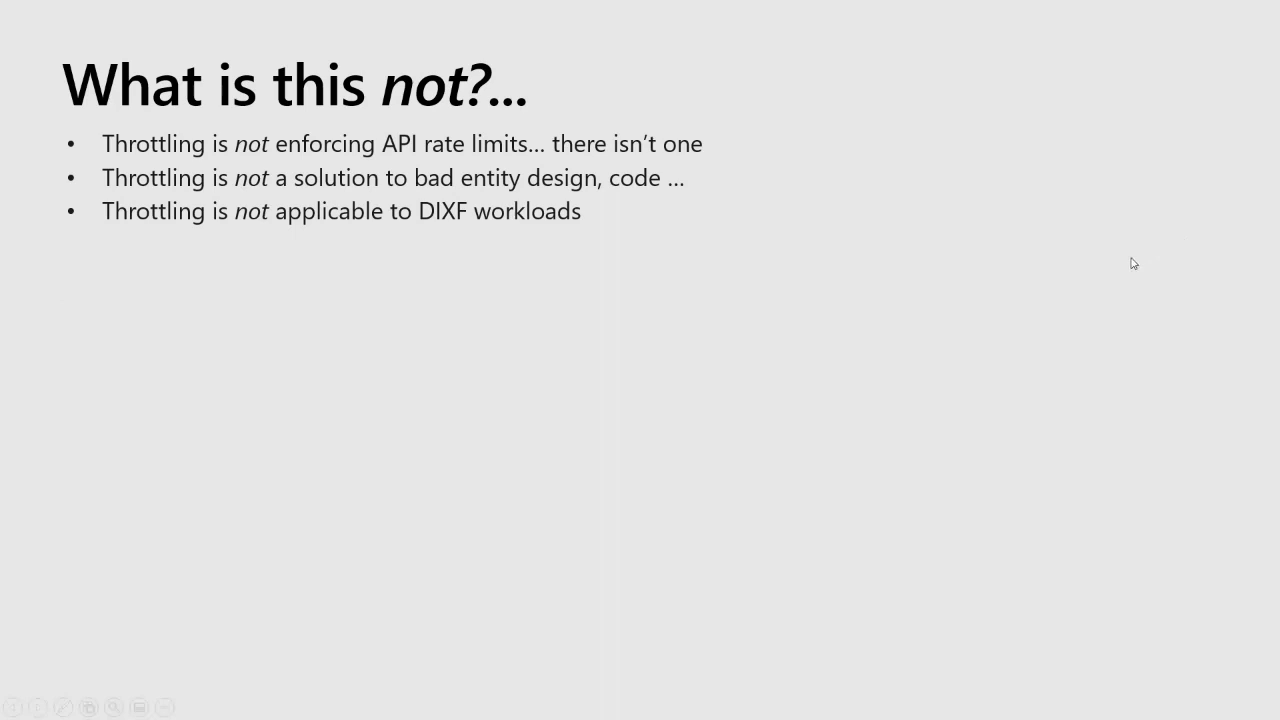 What is this not?...
• Throttling is not enforcing API rate limits... there isn’t one
• Throttling is not a solution to bad entity design, code ...
• Throttling is not applicable to DIXF workloads